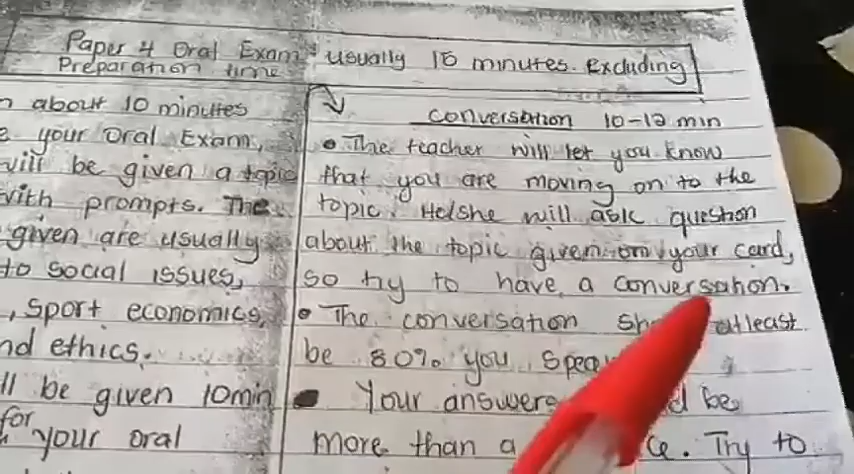 Paper 4 Oral Exam: usually 15 minutes. Excluding
Preparation time
about 10 minutes
your Oral Exam,
will be given a topic
with prompts. The
given are usually
to social issues,
, sport economics,
and ethics.
be given 10min
for
your oral
Conversation 10-12 min
• The teacher will let you know
that you are moving on to the
topic. He/she will ask question
about the topic given on your card,
so try to have a conversation.
• The conversation atleast
be 80% you
Your answers be
more than a . Try to